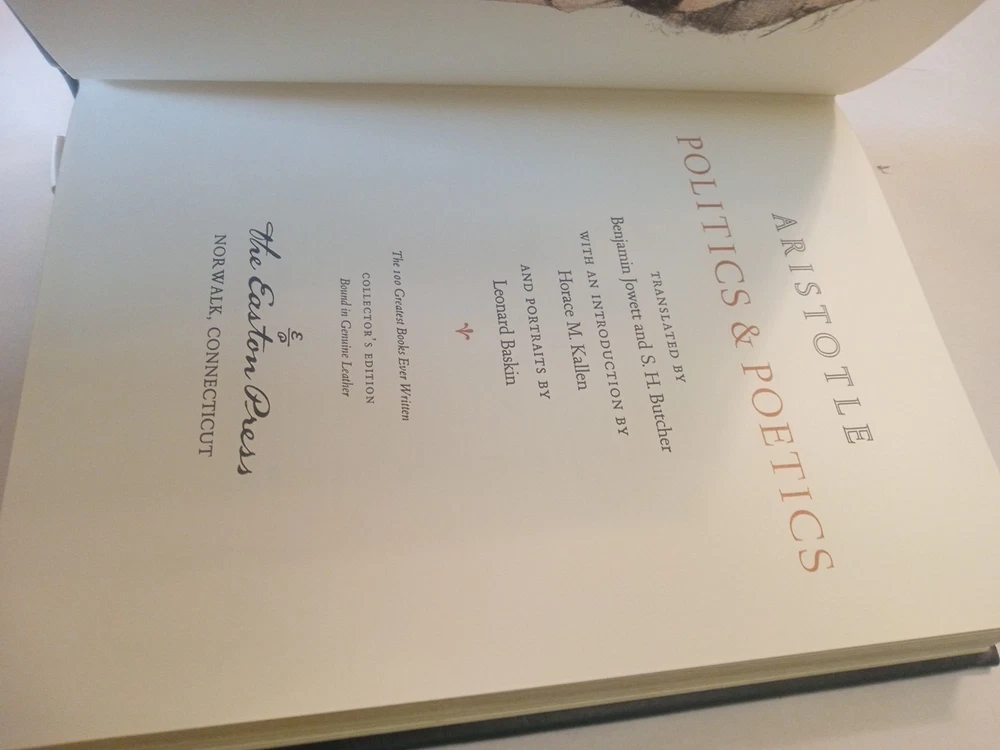 ARISTOTLE
POLITICS & POETICS
TRANSLATED BY
Benjamin Jowett and S. H. Butcher
WITH AN INTRODUCTION BY
Horace M. Kallen
AND PORTRAITS BY
Leonard Baskin
The 100 Greatest Books Ever Written
COLLECTOR'S EDITION
Bound in Genuine Leather
E
P
The Easton Press
NORWALK, CONNECTICUT